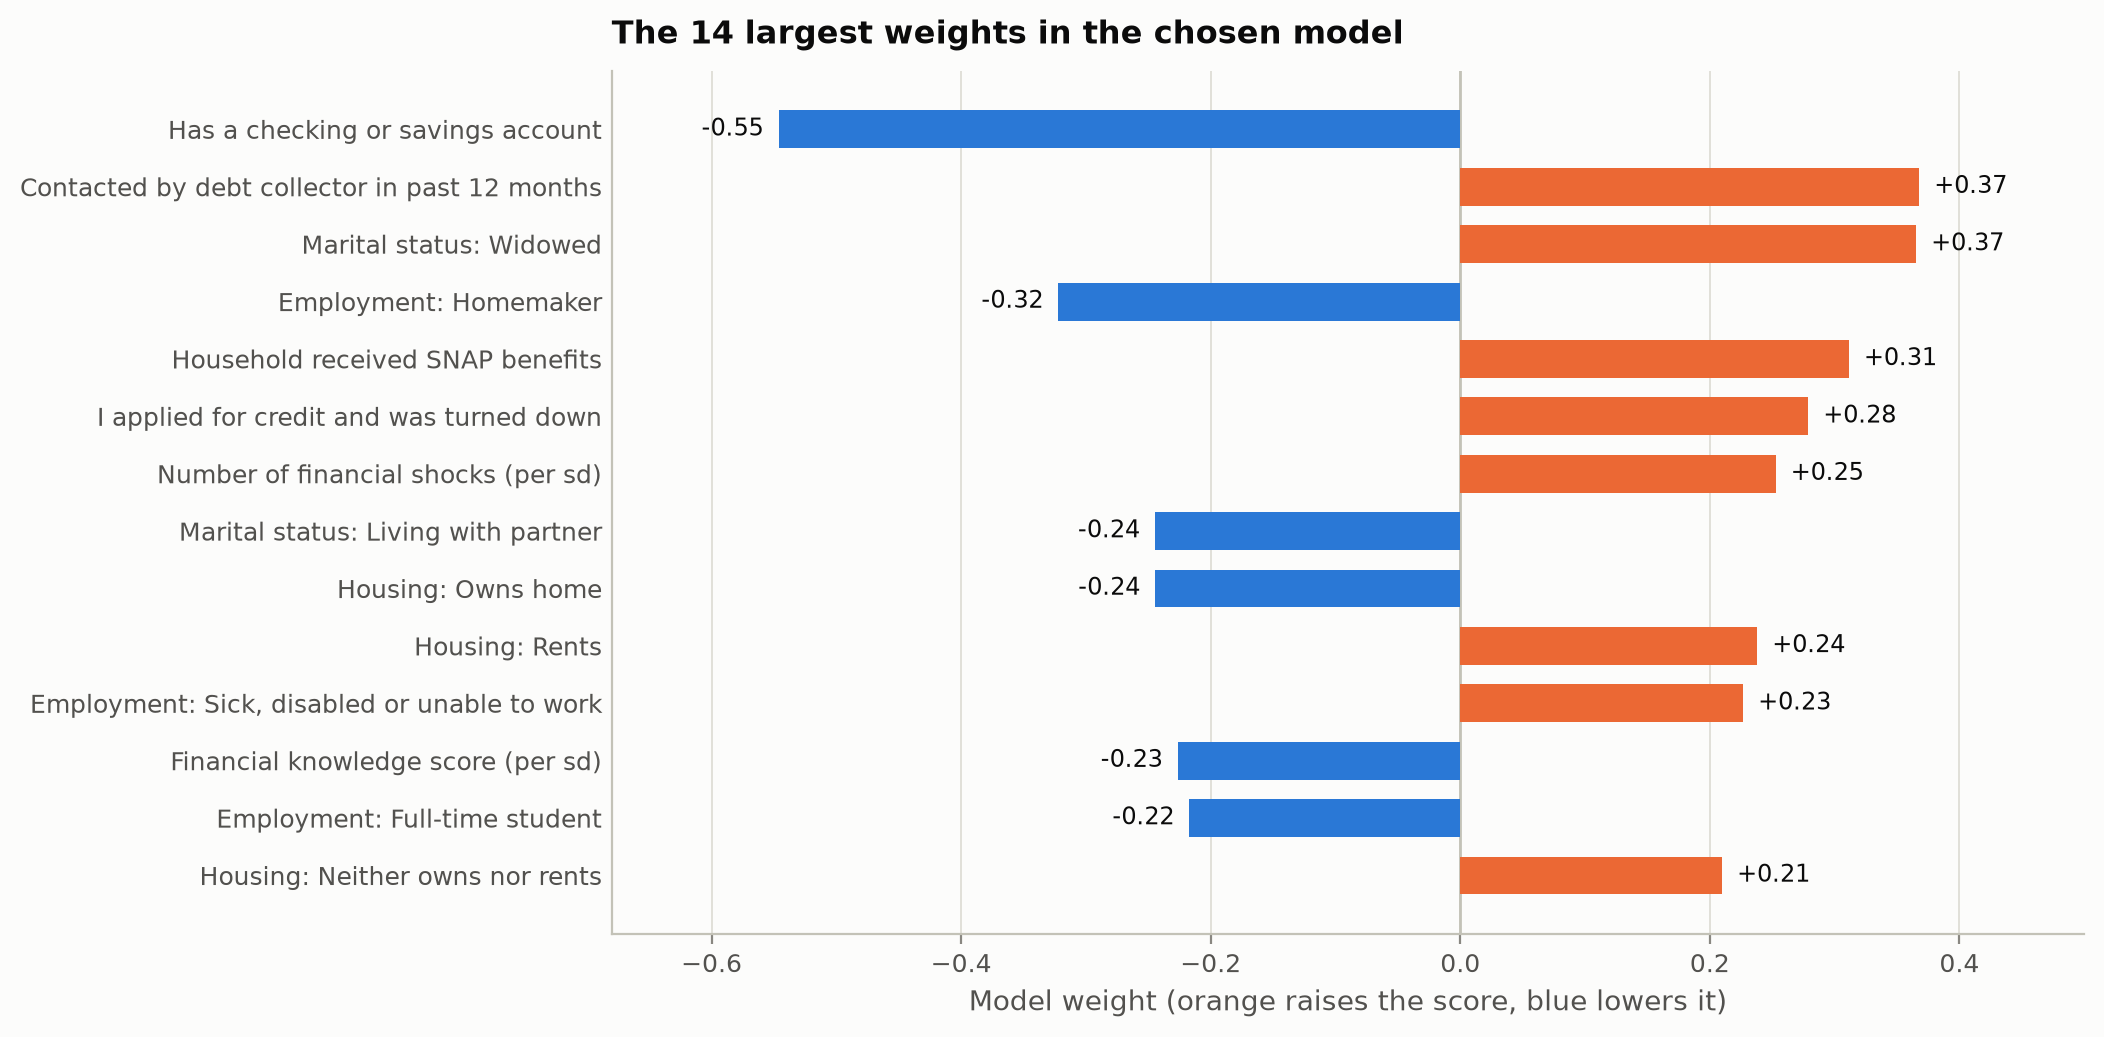 The 14 largest weights in the chosen model
Has a checking or savings account
-0.55
Contacted by debt collector in past 12 months
+0.37
Marital status: Widowed
+0.37
Employment: Homemaker
-0.32
Household received SNAP benefits
+0.31
I applied for credit and was turned down
+0.28
Number of financial shocks (per sd)
+0.25
Marital status: Living with partner
-0.24
Housing: Owns home
-0.24
Housing: Rents
+0.24
Employment: Sick, disabled or unable to work
+0.23
Financial knowledge score (per sd)
-0.23
Employment: Full-time student
-0.22
Housing: Neither owns nor rents
+0.21
−0.6 −0.4 −0.2 0.0 0.2 0.4
Model weight (orange raises the score, blue lowers it)